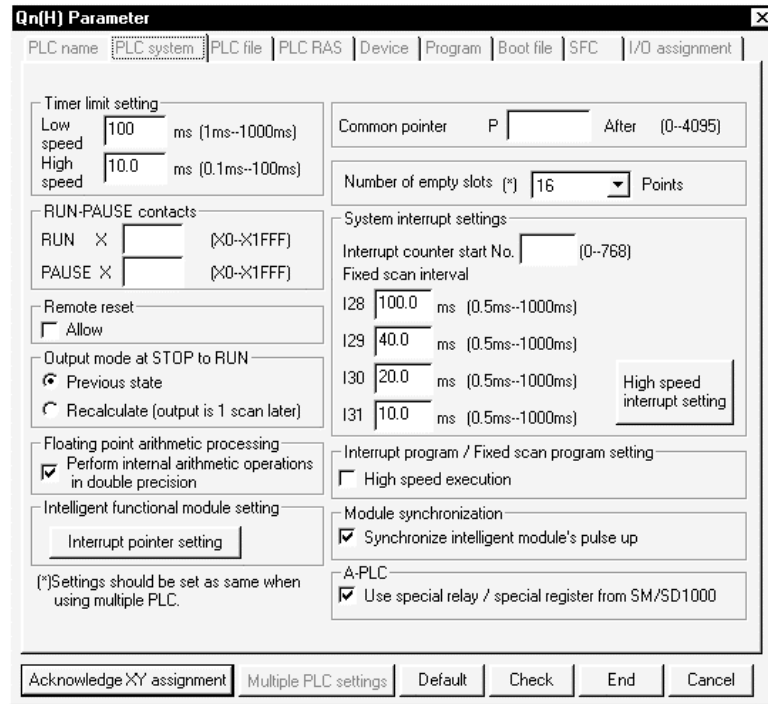 Qn(H) Parameter
PLC name PLC system PLC file PLC RAS Device Program Boot file SFC I/O assignment
Timer limit setting
Low speed 100 ms (1ms--1000ms)
High speed 10.0 ms (0.1ms--100ms)
RUN-PAUSE contacts
RUN X (X0--X1FFF)
PAUSE X (X0--X1FFF)
Remote reset
Allow
Output mode at STOP to RUN
Previous state
Recalculate (output is 1 scan later)
Floating point arithmetic processing
Perform internal arithmetic operations
in double precision
Intelligent functional module setting
Interrupt pointer setting
(*)Settings should be set as same when
using multiple PLC.
Common pointer P After (0--4095)
Number of empty slots (*) 16 Points
System interrupt settings
Interrupt counter start No. (0--768)
Fixed scan interval
I28 100.0 ms (0.5ms--1000ms)
I29 40.0 ms (0.5ms--1000ms)
I30 20.0 ms (0.5ms--1000ms)
I31 10.0 ms (0.5ms--1000ms)
High speed
interrupt setting
Interrupt program / Fixed scan program setting
High speed execution
Module synchronization
Synchronize intelligent module's pulse up
A-PLC
Use special relay / special register from SM/SD1000
Acknowledge XY assignment Multiple PLC settings Default Check End Cancel